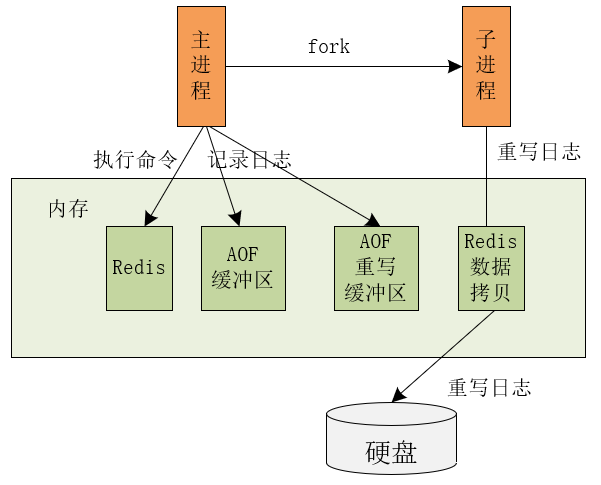 主
进
程
fork
子
进
程
执行命令
记录日志
重写日志
内存
Redis
AOF
缓冲区
AOF
重写
缓冲区
Redis
数据
拷贝
重写日志
硬盘